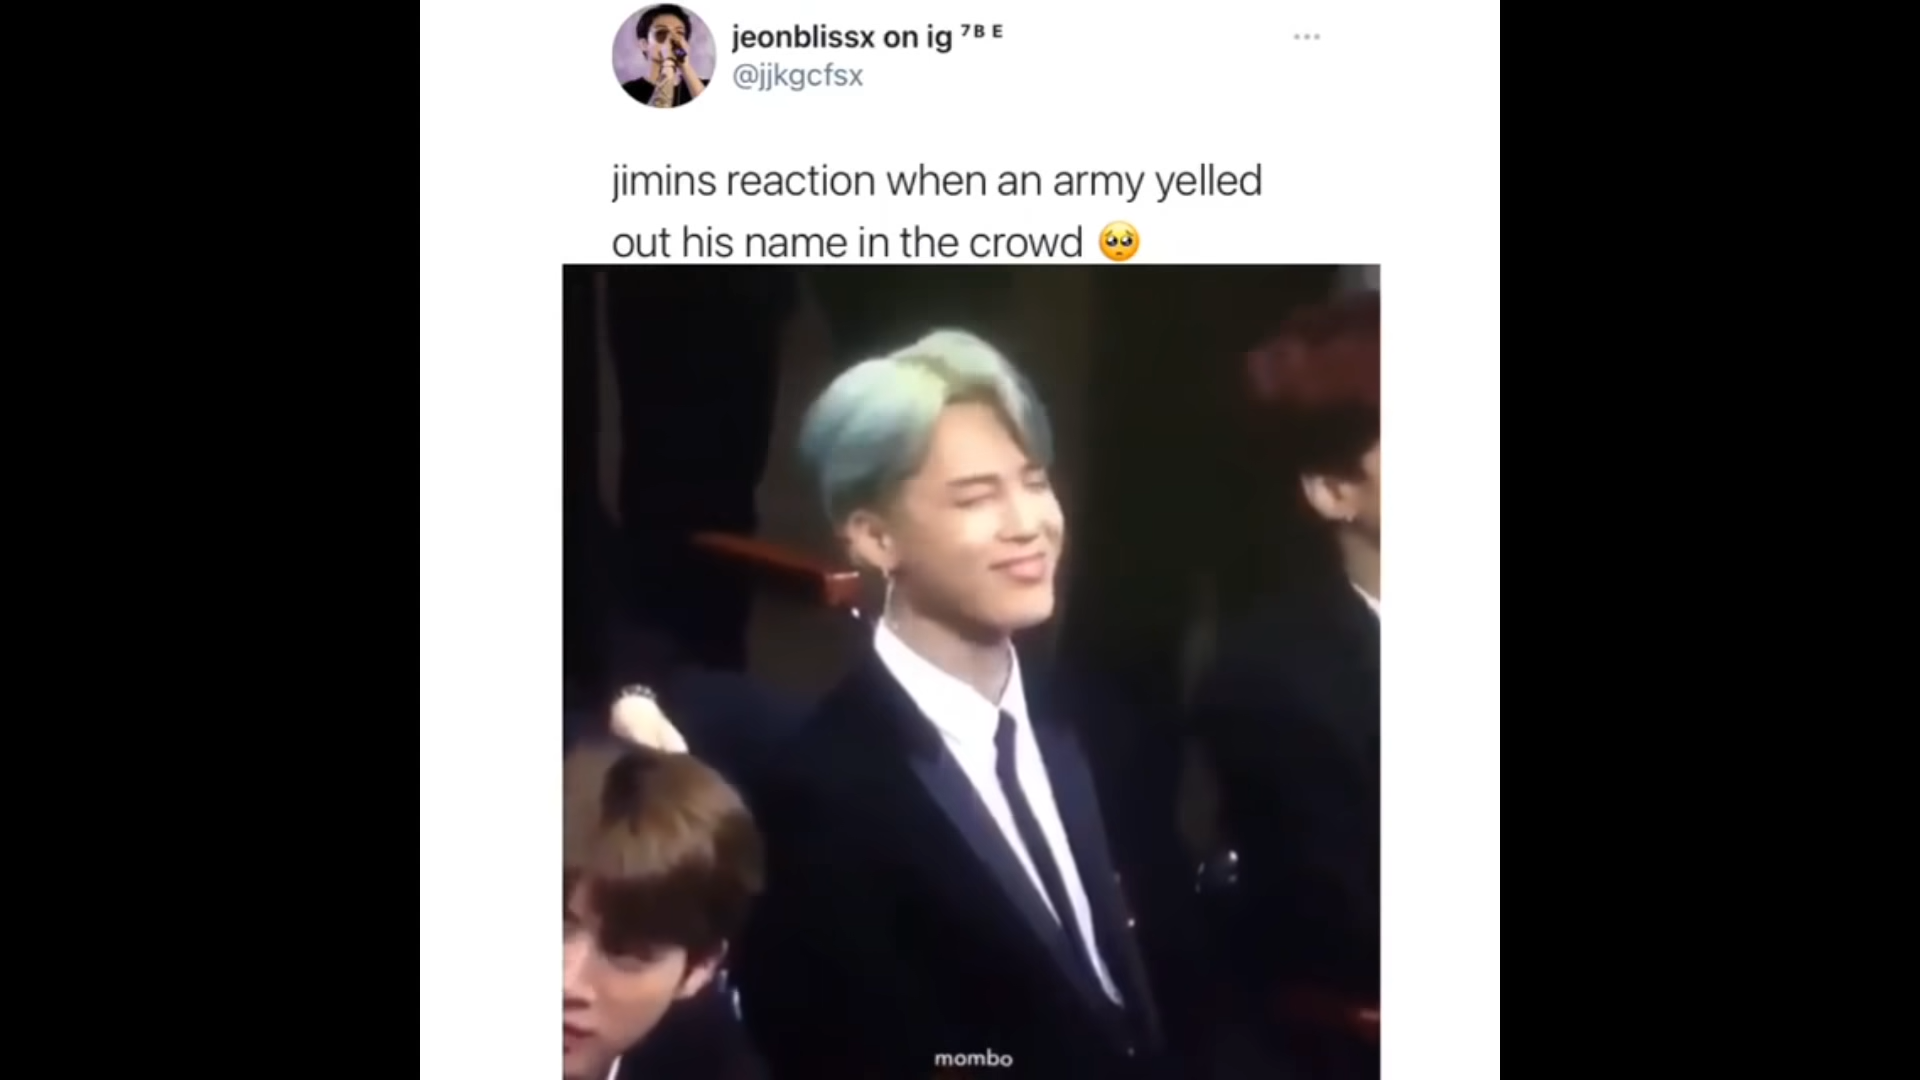 jeonblissx on ig ⁷ᴮ ᴱ
@jjkgcfsx
jimins reaction when an army yelled
out his name in the crowd 🥺
mombo